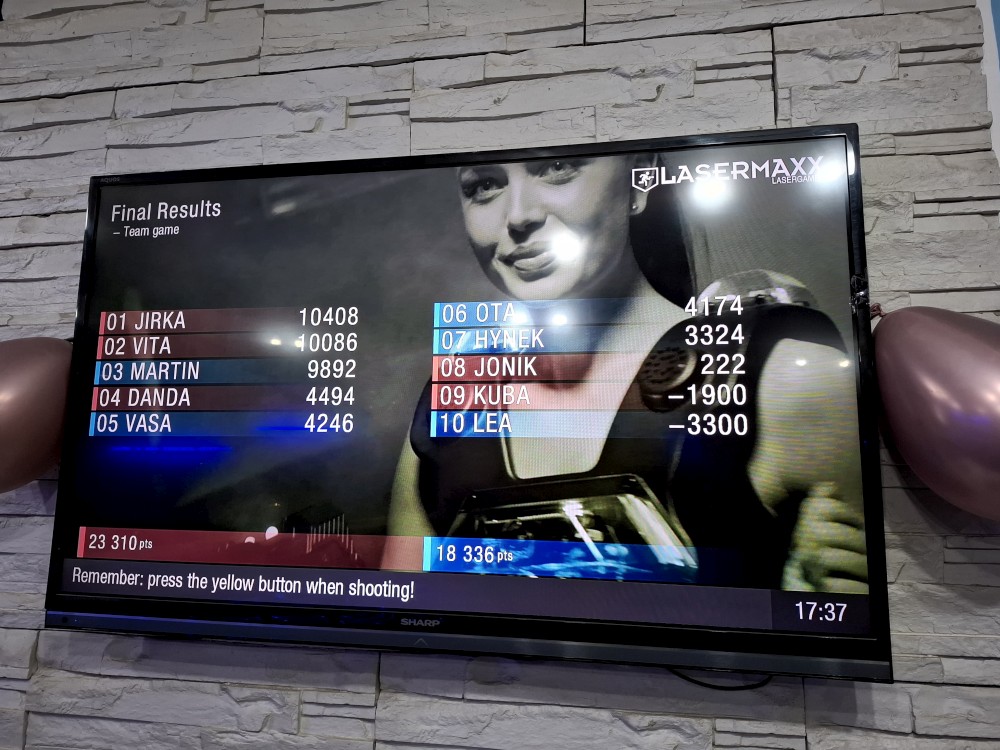 LASERMAXX
LASERGAM
Final Results
– Team game
01 JIRKA 10408
02 VITA 10086
03 MARTIN 9892
04 DANDA 4494
05 VASA 4246
06 OTA 4174
07 HYNEK 3324
08 JONIK 222
09 KUBA –1900
10 LEA –3300
23 310 pts
18 336 pts
Remember: press the yellow button when shooting!
17:37
SHARP